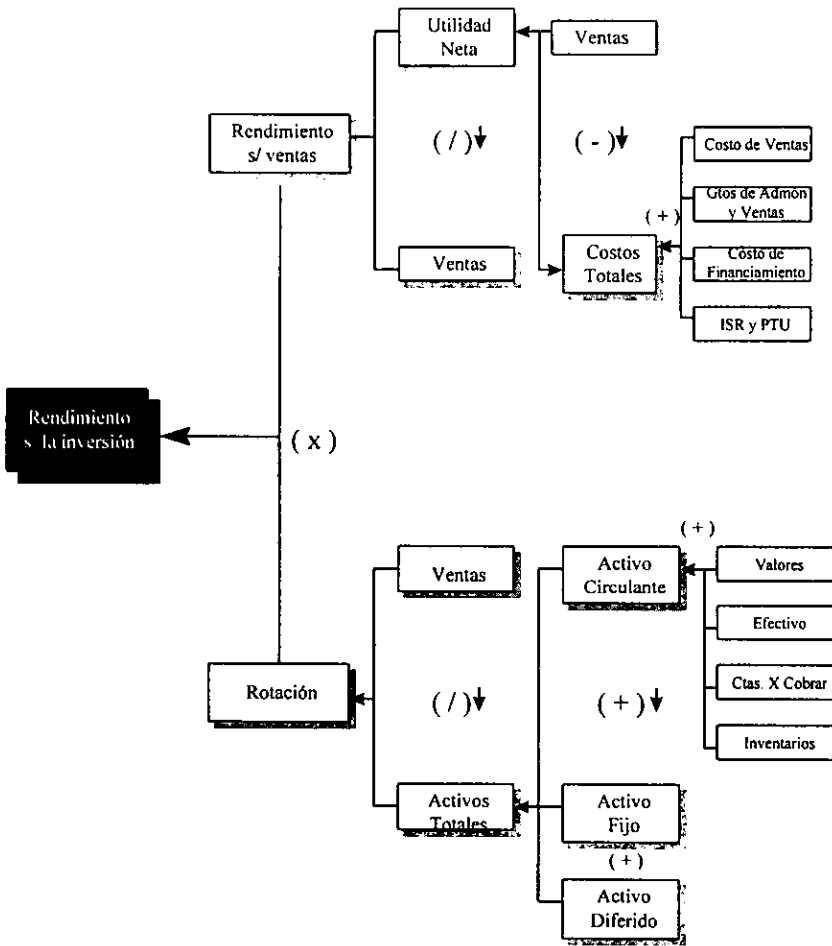 Utilidad
Neta
Ventas
Rendimiento
s/ ventas
( / )
( - )
Costo de Ventas
Gtos de Admón
y Ventas
( + )
Ventas
Costos
Totales
Costo de
Financiamiento
ISR y PTU
Rendimiento
s la inversión
( x )
( + )
Ventas
Activo
Circulante
Valores
Efectivo
Rotación
( / )
( + )
Ctas. X Cobrar
Inventarios
Activos
Totales
Activo
Fijo
( + )
Activo
Diferido